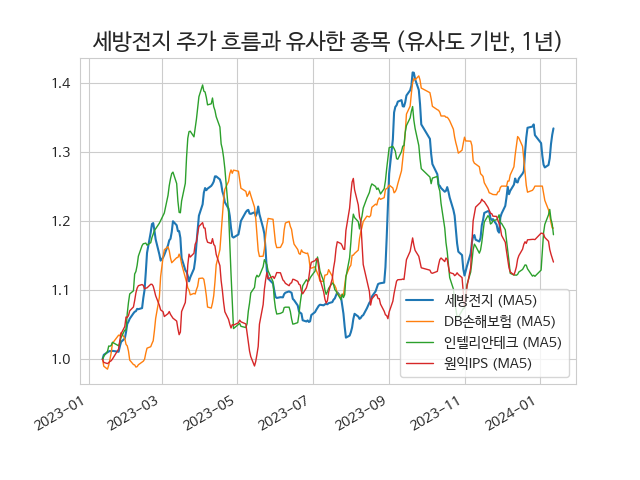 세방전지 주가 흐름과 유사한 종목 (유사도 기반, 1년)
1.4
1.3
1.2
1.1
1.0
세방전지 (MA5)
DB손해보험 (MA5)
인텔리안테크 (MA5)
원익IPS (MA5)
2023-01
2023-03
2023-05
2023-07
2023-09
2023-11
2024-01